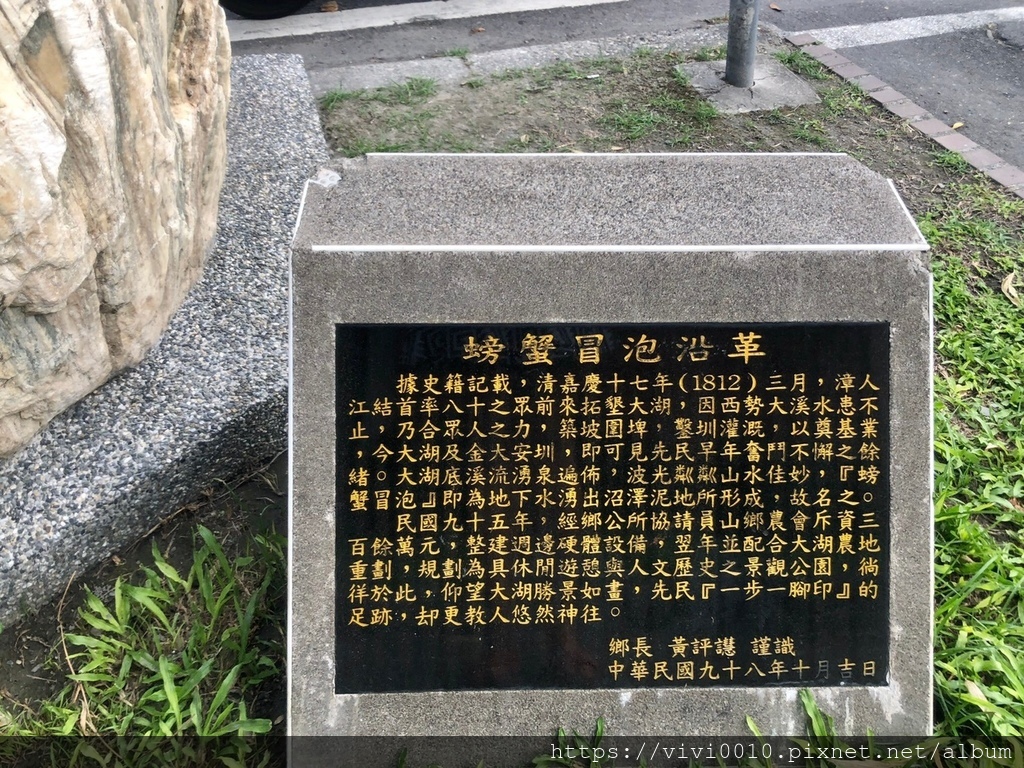 螃蟹冒泡沿革
據史籍記載，清嘉慶十七年(1812)三月，漳人
江結首率八十之眾前來拓墾大湖，因西勢大溪水患不
止，乃合眾人之力，築坡圍埤，鑿圳灌溉，以奠基業
，今大湖及金大安圳即可見先民早年奮鬥不懈之餘
緒。大湖底溪流湧泉遍佈，波光粼粼山水佳妙，『螃
蟹冒泡』即為地下水湧出沼澤泥地所形成，故名之。
民國九十五年，經鄉公所協請員山鄉農會斥資三
百餘萬元，整建週邊硬體設備，翌年並配合大湖農地
重劃，規劃為具休閒遊憩與人文歷史之景觀公園，徜
徉於此，仰望大湖勝景如畫，先民『一步一腳印』的
足跡，却更教人悠然神往。
鄉長 黃評譿 謹識
中華民國九十八年十月吉日
https://vivi0010.pixnet.net/album